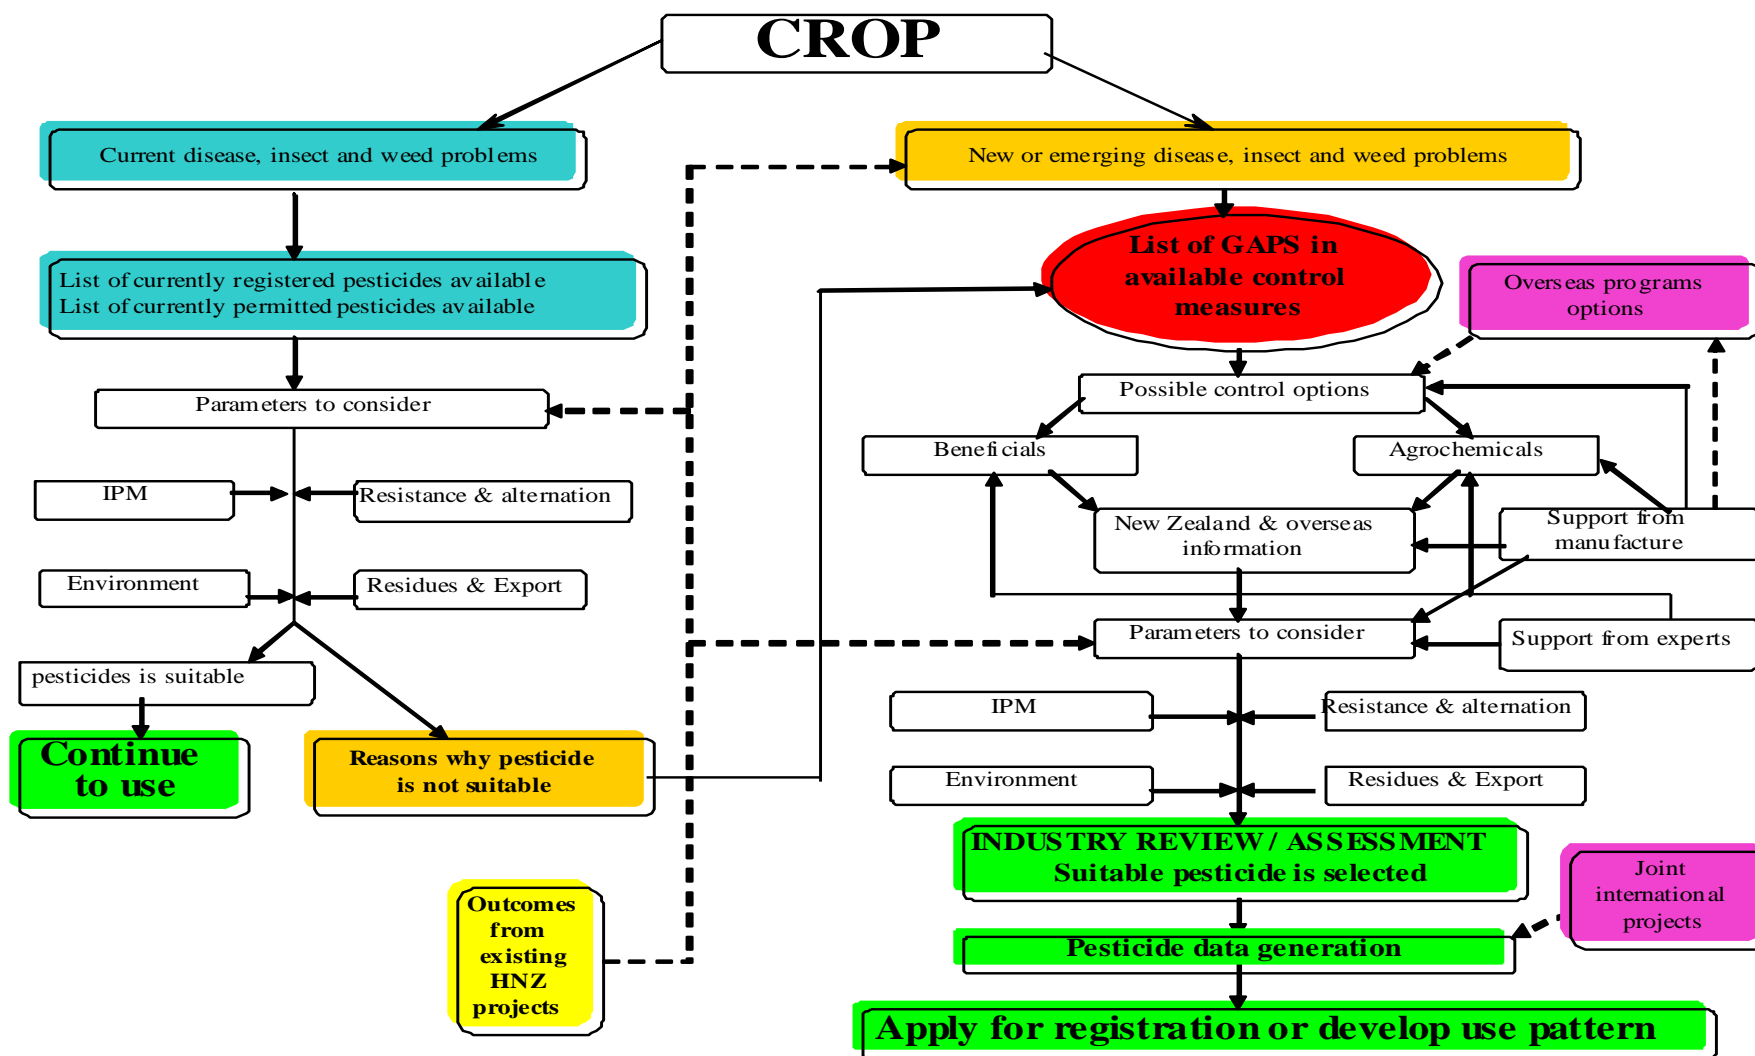 CROP
Current disease, insect and weed problems
New or emerging disease, insect and weed problems
List of currently registered pesticides available
List of currently permitted pesticides available
List of GAPS in
available control
measures
Overseas programs
options
Parameters to consider
Possible control options
Beneficials
Agrochemicals
IPM
Resistance & alternation
New Zealand & overseas
information
Support from
manufacture
Environment
Residues & Export
Parameters to consider
Support from experts
pesticides is suitable
IPM
Resistance & alternation
Continue
to use
Reasons why pesticide
is not suitable
Environment
Residues & Export
INDUSTRY REVIEW / ASSESSMENT
Suitable pesticide is selected
Joint
international
projects
Outcomes
from
existing
HNZ
projects
Pesticide data generation
Apply for registration or develop use pattern